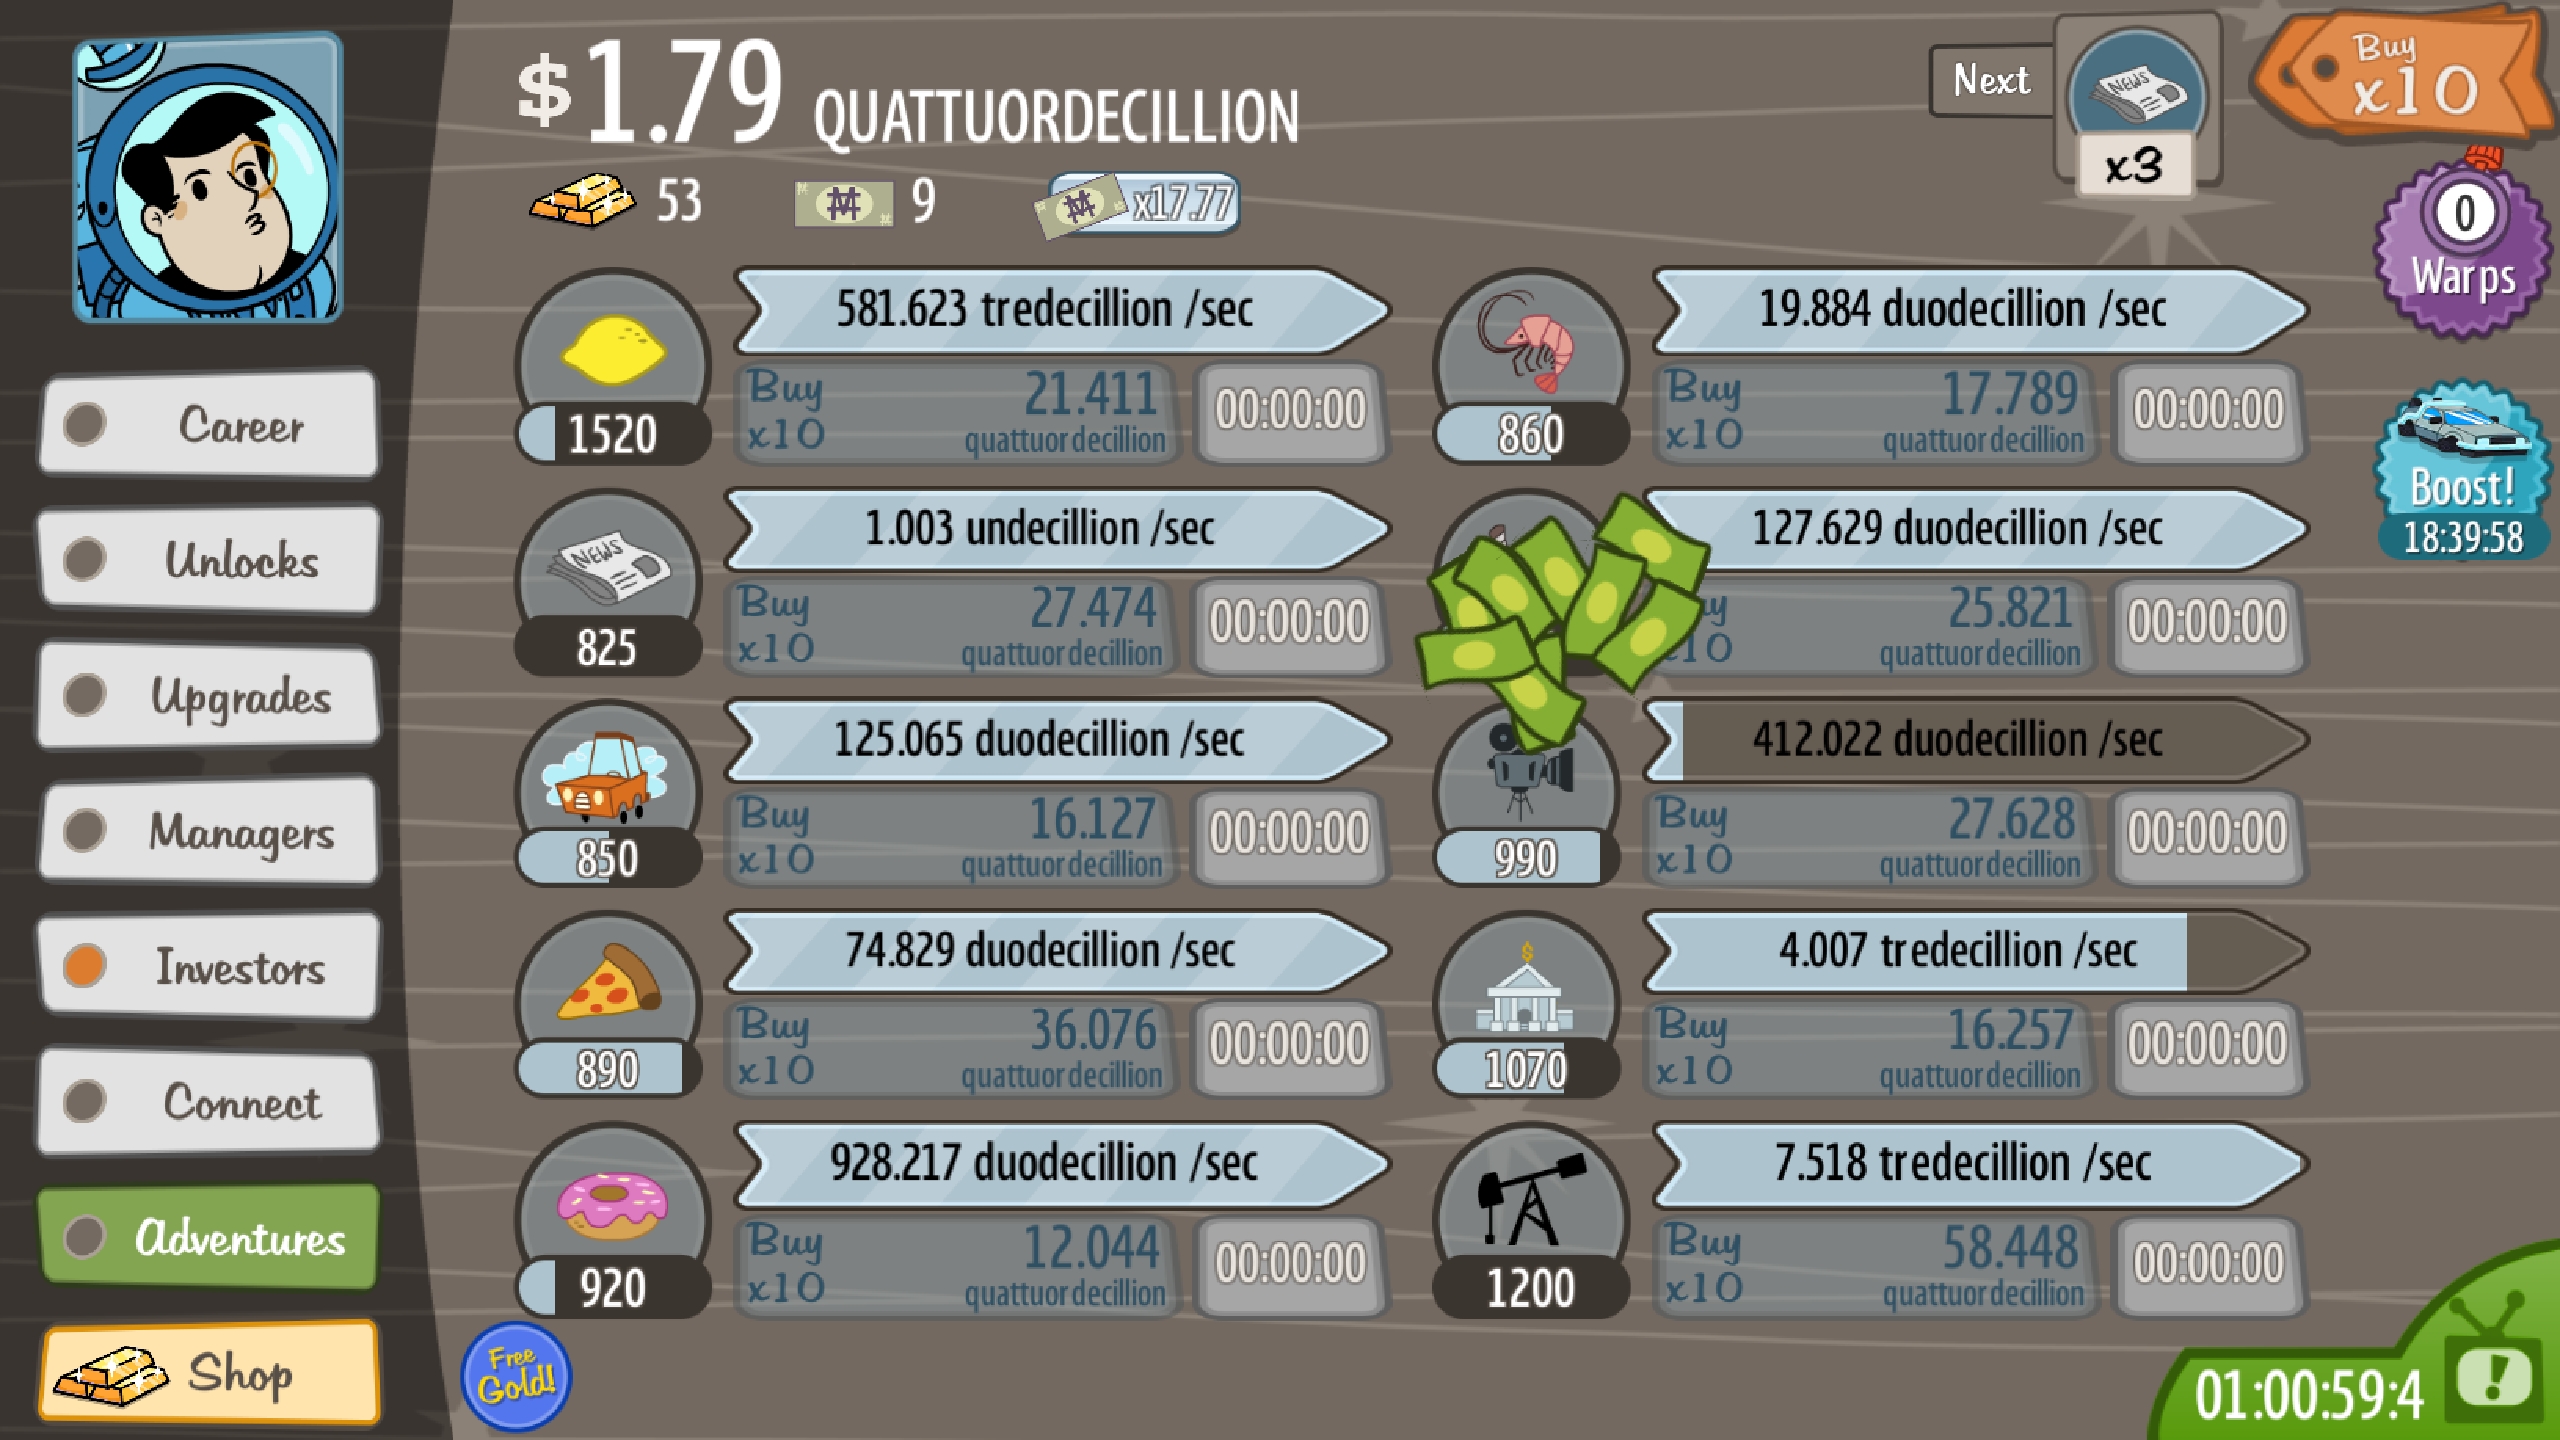 $1.79 QUATTUORDECILLION
53
9
x17.77
Next
x3
Buy
x10
0
Warps
Boost!
18:39:58
Career
Unlocks
Upgrades
Managers
Investors
Connect
Adventures
Shop
NEWS
581.623 tredecillion /sec
1520
Buy
x10
21.411
quattuordecillion
00:00:00
NEWS
1.003 undecillion /sec
825
Buy
x10
27.474
quattuordecillion
00:00:00
125.065 duodecillion /sec
850
Buy
x10
16.127
quattuordecillion
00:00:00
74.829 duodecillion /sec
890
Buy
x10
36.076
quattuordecillion
00:00:00
928.217 duodecillion /sec
920
Buy
x10
12.044
quattuordecillion
00:00:00
19.884 duodecillion /sec
860
Buy
x10
17.789
quattuordecillion
00:00:00
127.629 duodecillion /sec
25.821
quattuordecillion
00:00:00
412.022 duodecillion /sec
990
Buy
x10
27.628
quattuordecillion
00:00:00
4.007 tredecillion /sec
1070
Buy
x10
16.257
quattuordecillion
00:00:00
7.518 tredecillion /sec
1200
Buy
x10
58.448
quattuordecillion
00:00:00
Free
Gold!
01:00:59:4